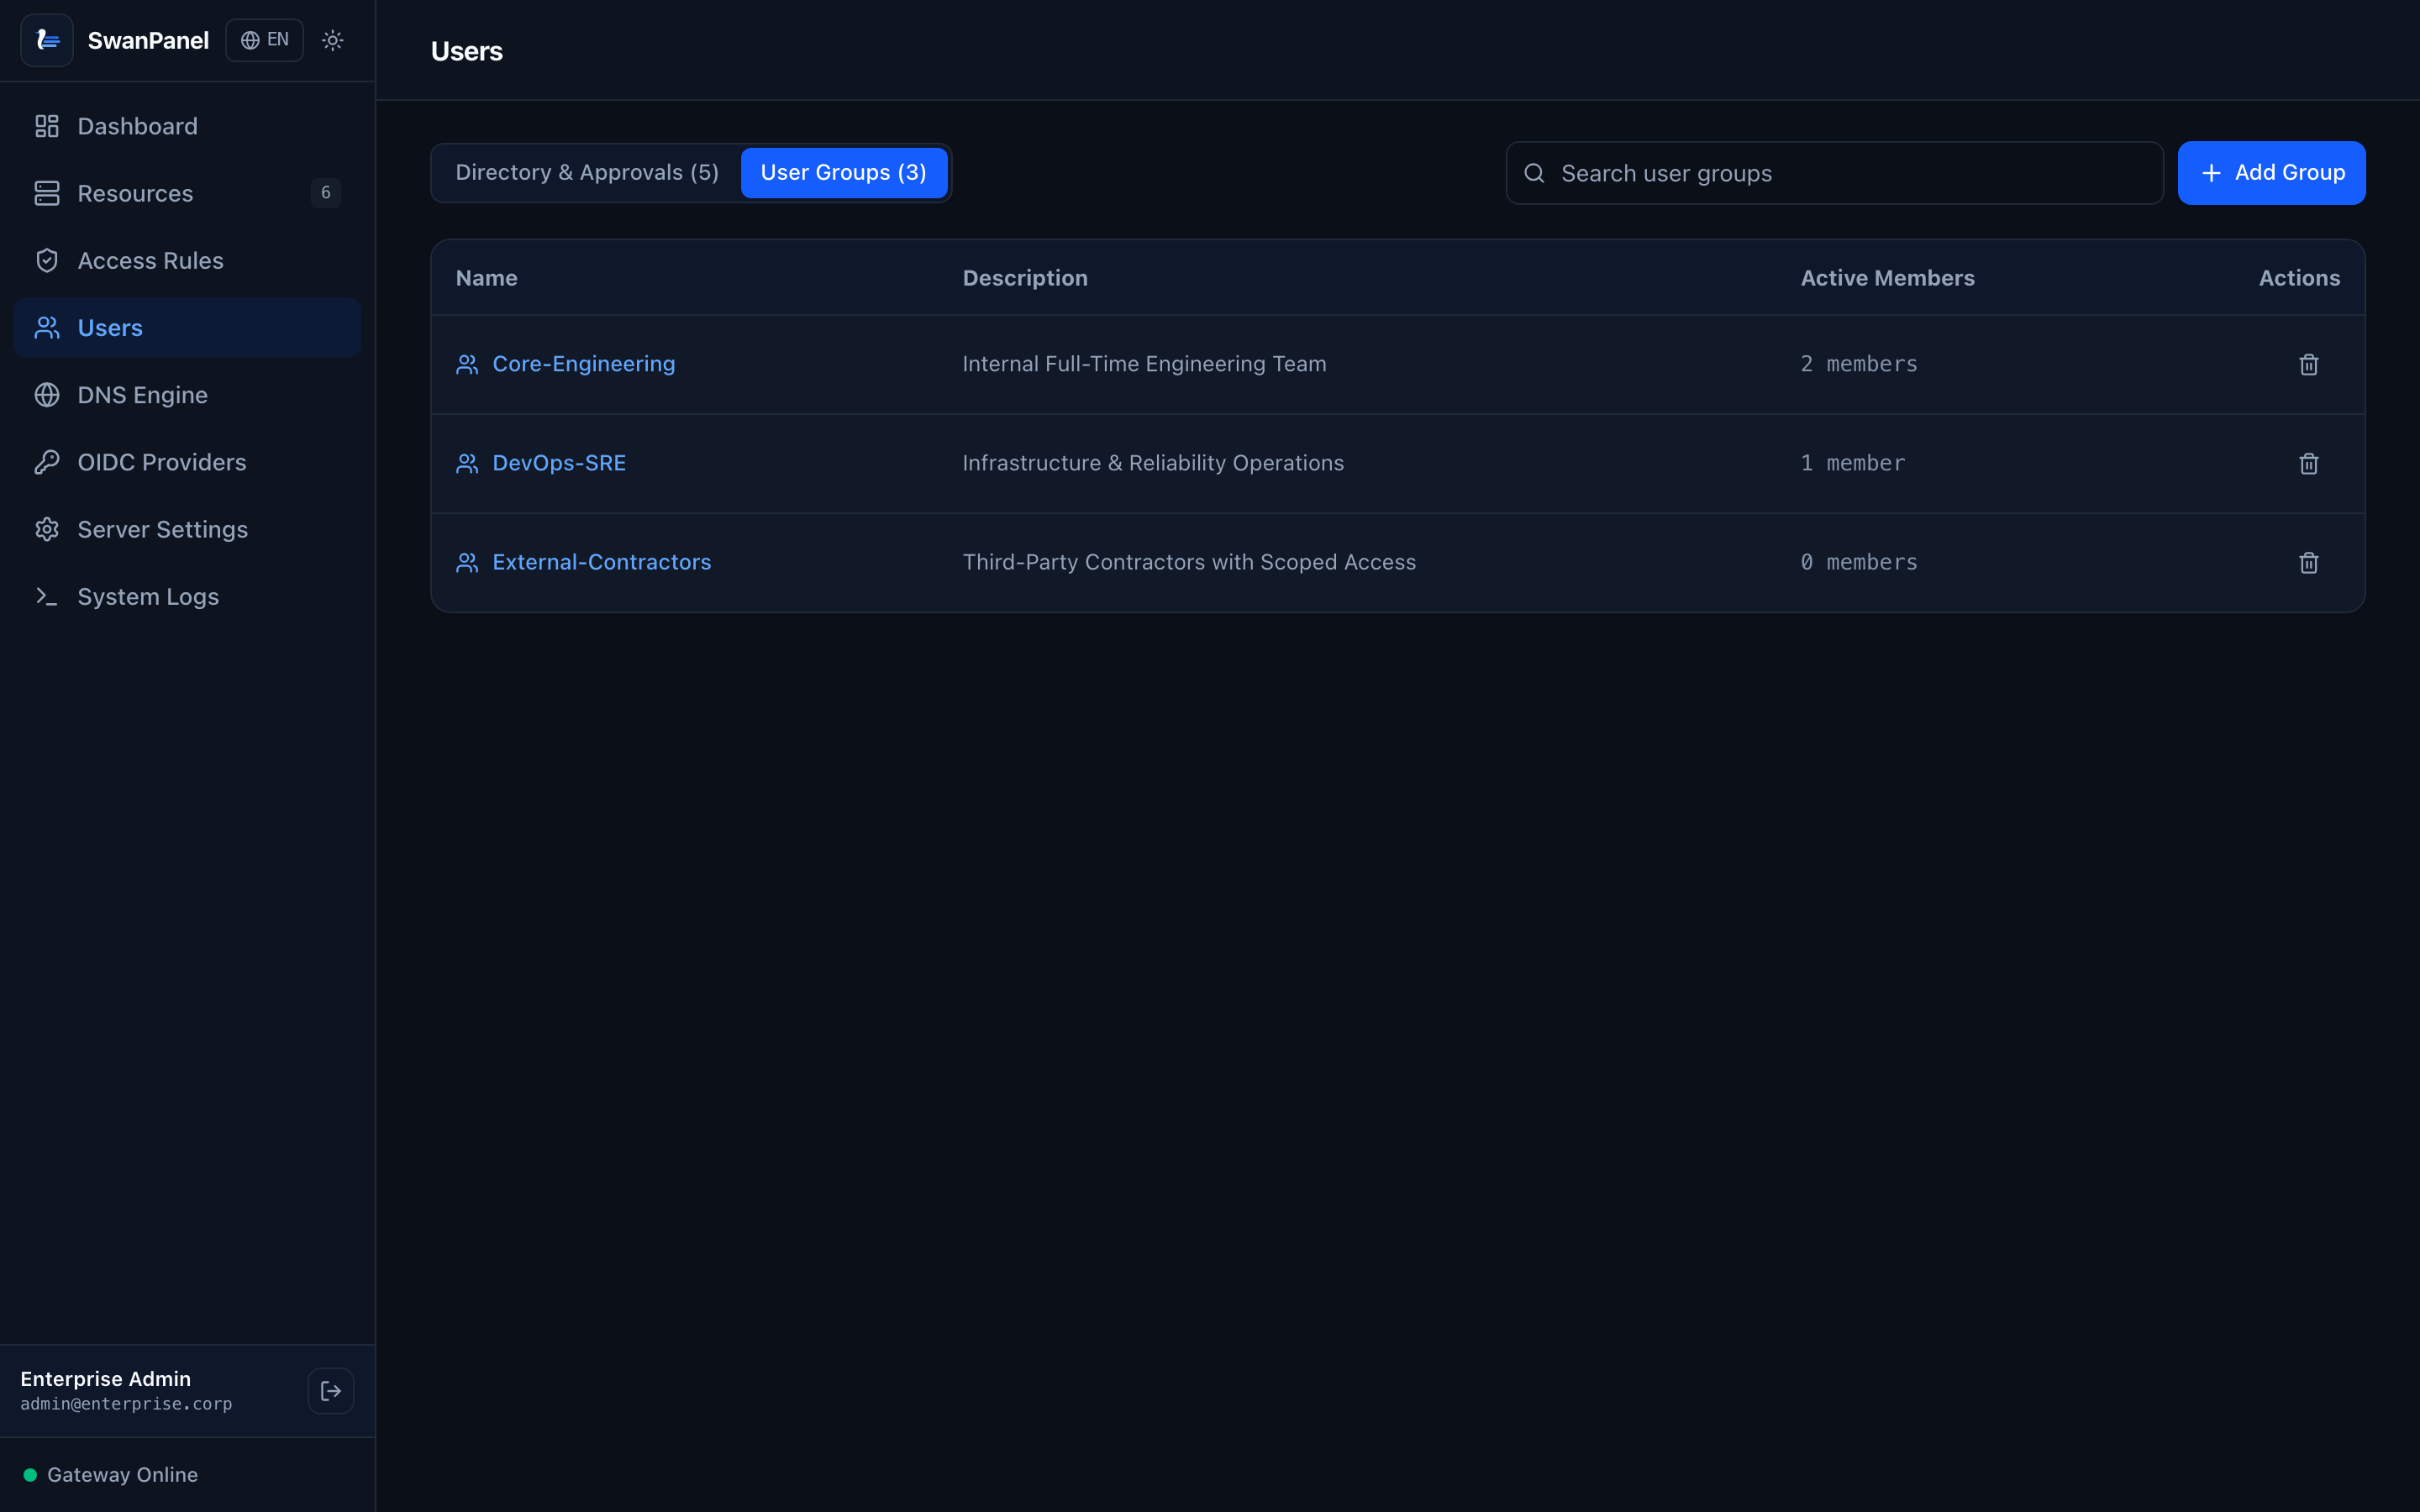 SwanPanel
EN
Dashboard
Resources 6
Access Rules
Users
DNS Engine
OIDC Providers
Server Settings
System Logs
Enterprise Admin
admin@enterprise.corp
Gateway Online
Users
Directory & Approvals (5) User Groups (3)
Search user groups
Add Group
Name Description Active Members Actions
Core-Engineering Internal Full-Time Engineering Team 2 members
DevOps-SRE Infrastructure & Reliability Operations 1 member
External-Contractors Third-Party Contractors with Scoped Access 0 members